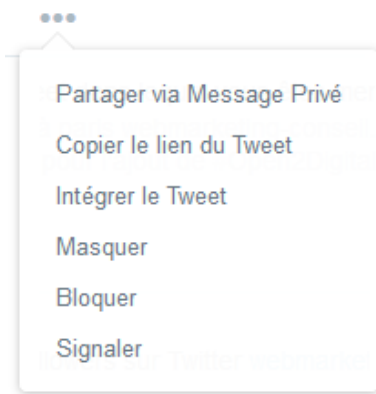 Partager via Message Privé
Copier le lien du Tweet
Intégrer le Tweet
Masquer
Bloquer
Signaler